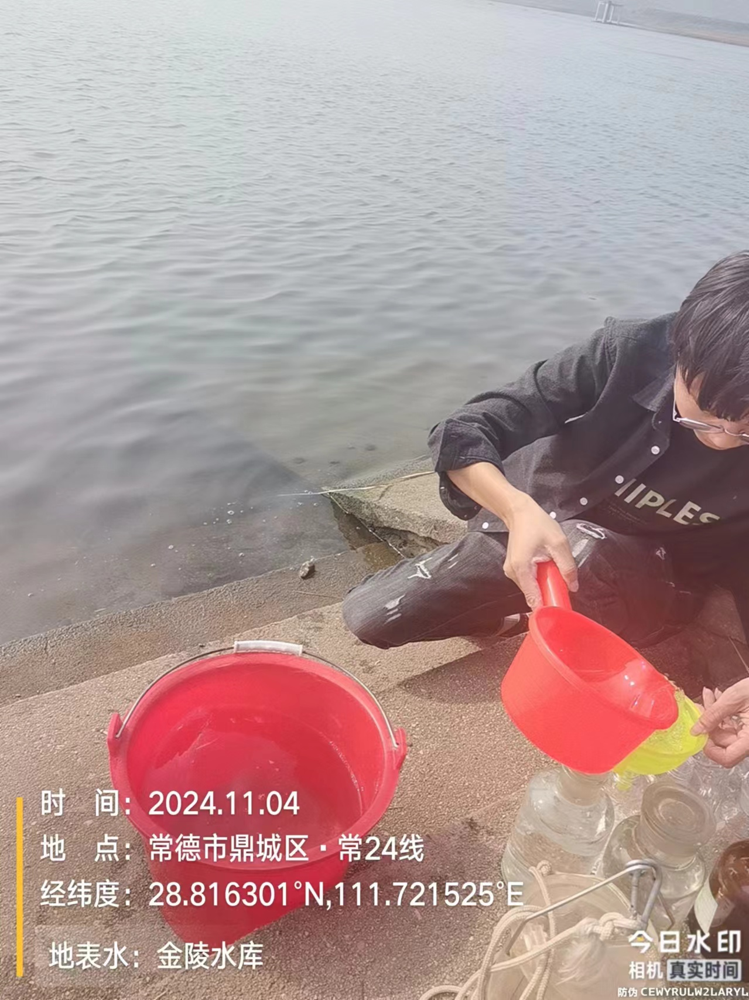 IIPLES
时 间：2024.11.04
地 点：常德市鼎城区·常24线
经纬度：28.816301°N,111.721525°E
地表水：金陵水库
今日水印
相机 真实时间
防伪 CEWYRULW2LARYL